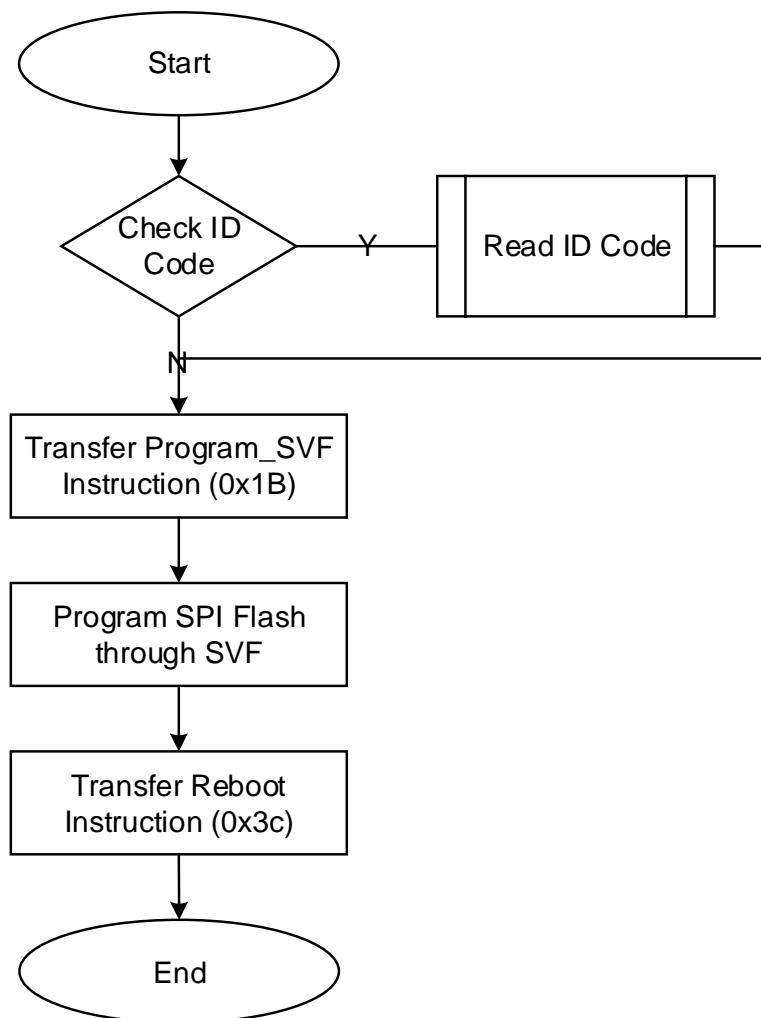 Start
Check ID
Code
Y
Read ID Code
N
Transfer Program_SVF
Instruction (0x1B)
Program SPI Flash
through SVF
Transfer Reboot
Instruction (0x3c)
End